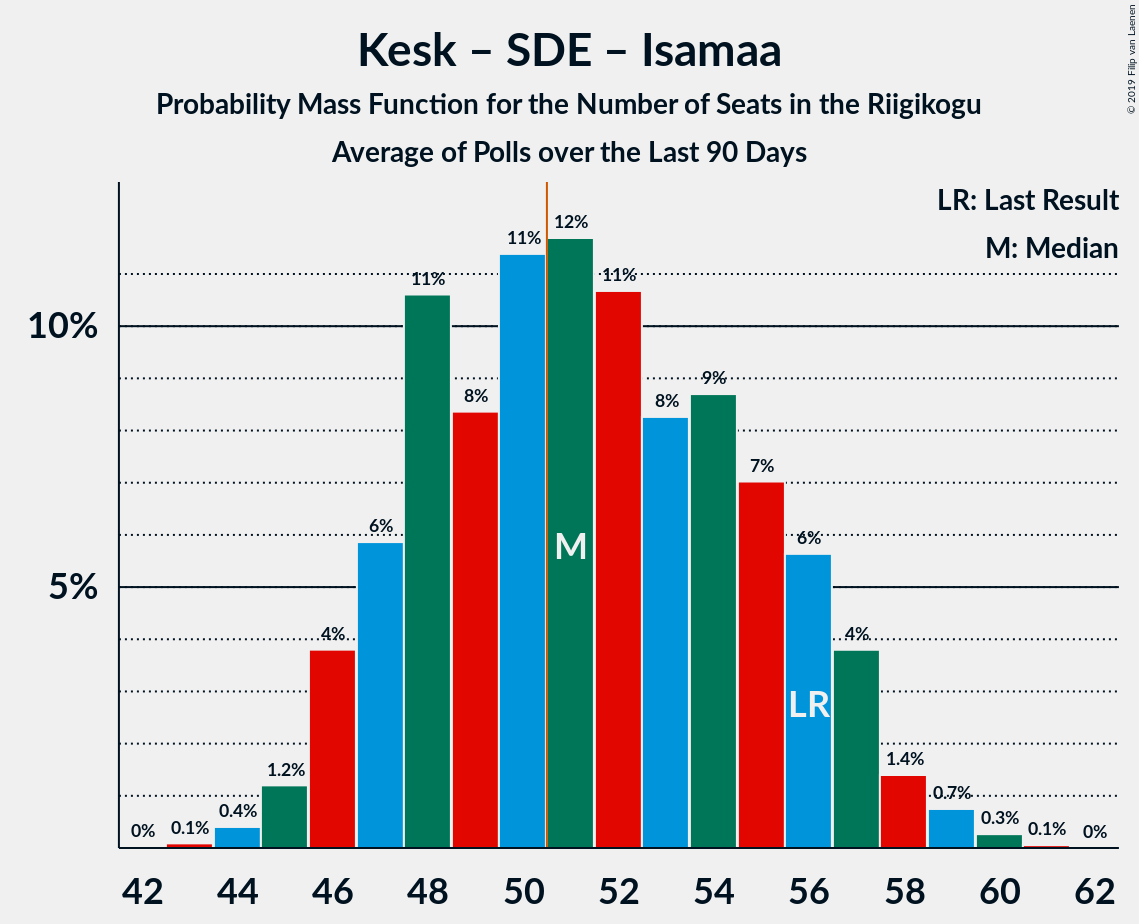 Kesk – SDE – Isamaa
Probability Mass Function for the Number of Seats in the Riigikogu
Average of Polls over the Last 90 Days
© 2019 Filip van Laenen
LR: Last Result
M: Median
10%
5%
0%
0.1%
0.4%
1.2%
4%
6%
11%
8%
11%
12%
11%
8%
9%
7%
6%
4%
1.4%
0.7%
0.3%
0.1%
0%
M
LR
42 44 46 48 50 52 54 56 58 60 62